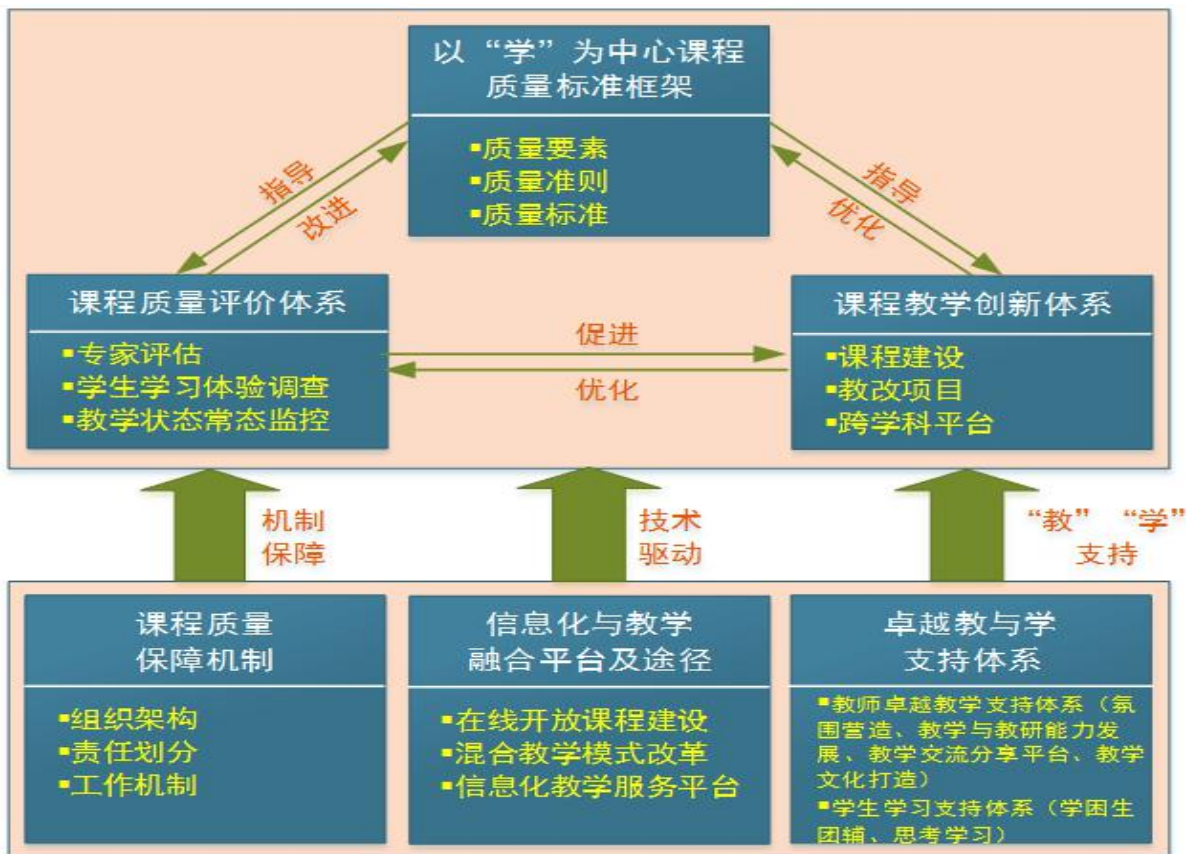 以“学”为中心课程
质量标准框架
▪质量要素
▪质量准则
▪质量标准
指导
改进
指导
优化
课程质量评价体系
▪专家评估
▪学生学习体验调查
▪教学状态常态监控
促进
优化
课程教学创新体系
▪课程建设
▪教改项目
▪跨学科平台
机制
保障
技术
驱动
“教” “学”
支持
课程质量
保障机制
▪组织架构
▪责任划分
▪工作机制
信息化与教学
融合平台及途径
▪在线开放课程建设
▪混合教学模式改革
▪信息化教学服务平台
卓越教与学
支持体系
▪教师卓越教学支持体系（氛
围营造、教学与教研能力发
展、教学交流分享平台、教学
文化打造）
▪学生学习支持体系（学困生
团辅、思考学习）